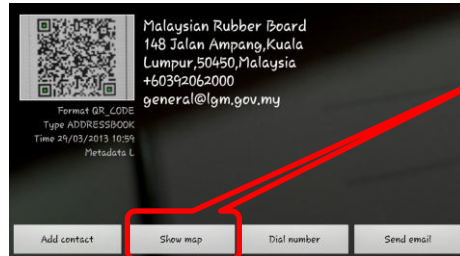 Malaysian Rubber Board
148 Jalan Ampang,Kuala
Lumpur,50450,Malaysia
+60392062000
general@lgm.gov.my
Format QR_CODE
Type ADDRESSBOOK
Time 29/03/2013 10:59
Metadata L
Add contact
Show map
Dial number
Send email